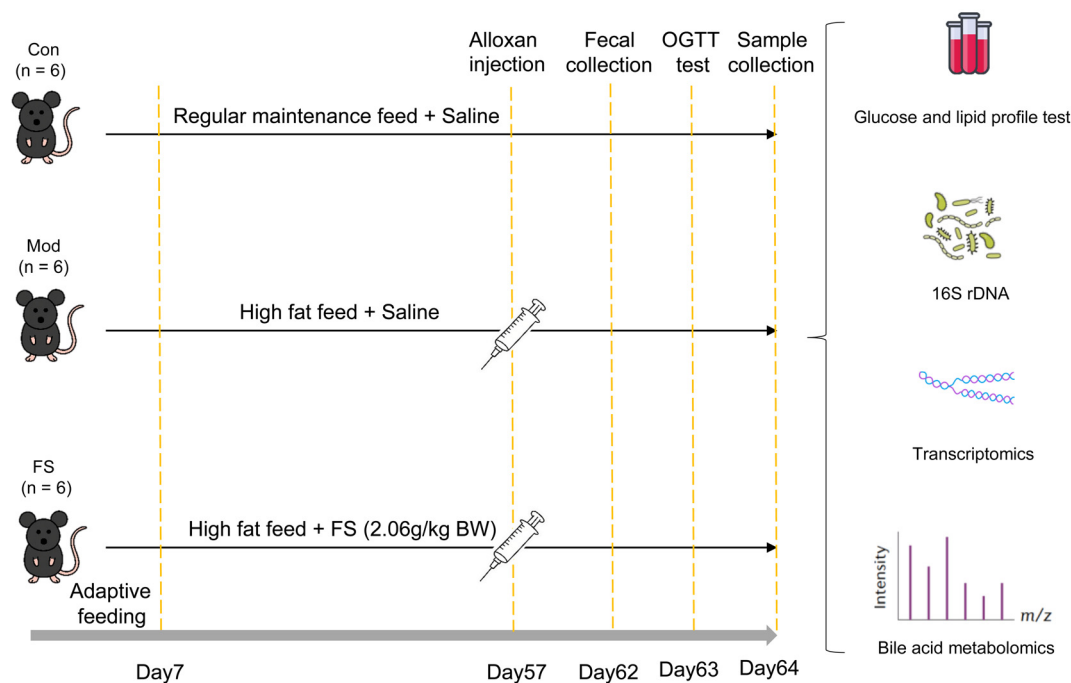 Con
(n = 6)
Alloxan
injection
Fecal
collection
OGTT
test
Sample
collection
Regular maintenance feed + Saline
Glucose and lipid profile test
Mod
(n = 6)
High fat feed + Saline
16S rDNA
Transcriptomics
FS
(n = 6)
High fat feed + FS (2.06g/kg BW)
Adaptive
feeding
Intensity
m/z
Bile acid metabolomics
Day7
Day57
Day62
Day63
Day64